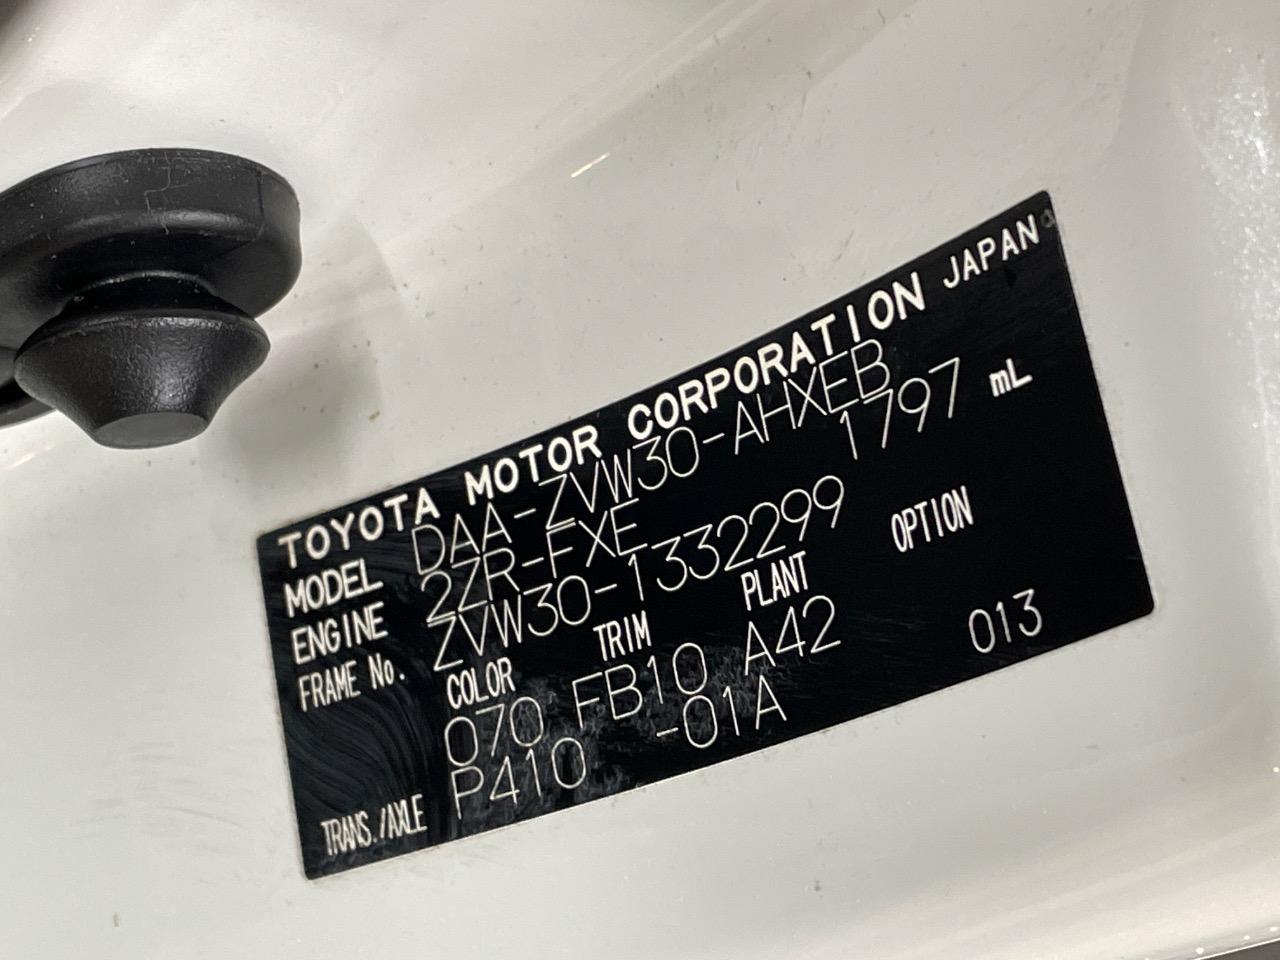 TOYOTA MOTOR CORPORATION JAPAN
MODEL DAA-ZVW30-AHXEB
ENGINE 2ZR-FXE 1797 mL
FRAME No. ZVW30-1332299
COLOR TRIM PLANT OPTION
070 FB10 A42 013
TRANS./AXLE P410 -01A